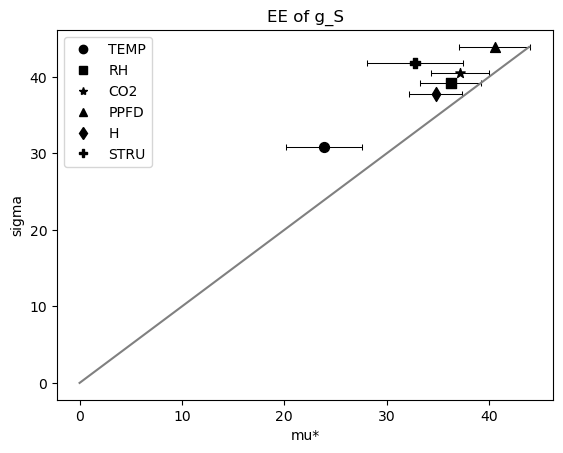 EE of g_S
TEMP
RH
CO2
PPFD
H
STRU
40
30
20
10
0
sigma
0 10 20 30 40
mu*